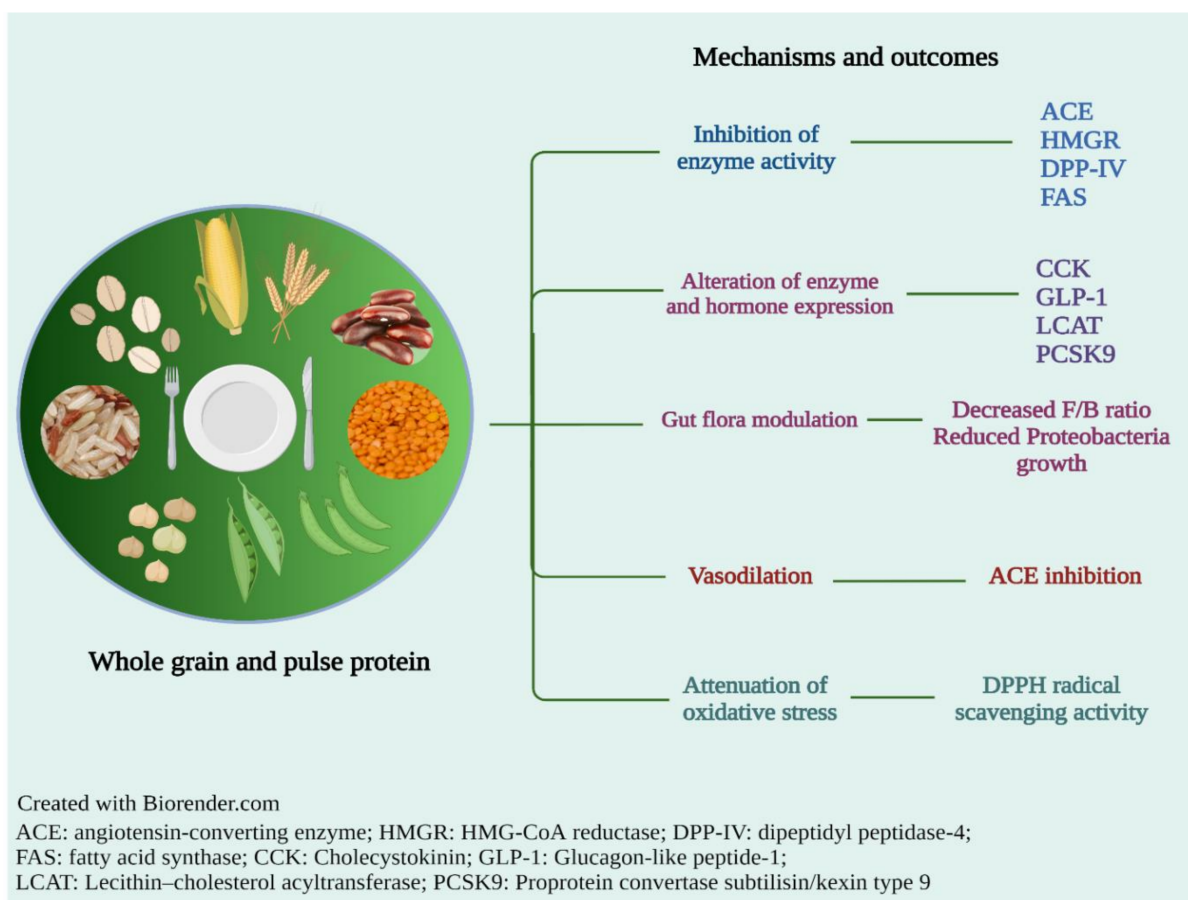 Mechanisms and outcomes
Inhibition of
enzyme activity
ACE
HMGR
DPP-IV
FAS
Alteration of enzyme
and hormone expression
CCK
GLP-1
LCAT
PCSK9
Gut flora modulation
Decreased F/B ratio
Reduced Proteobacteria
growth
Vasodilation
ACE inhibition
Whole grain and pulse protein
Attenuation of
oxidative stress
DPPH radical
scavenging activity
Created with Biorender.com
ACE: angiotensin-converting enzyme; HMGR: HMG-CoA reductase; DPP-IV: dipeptidyl peptidase-4;
FAS: fatty acid synthase; CCK: Cholecystokinin; GLP-1: Glucagon-like peptide-1;
LCAT: Lecithin–cholesterol acyltransferase; PCSK9: Proprotein convertase subtilisin/kexin type 9